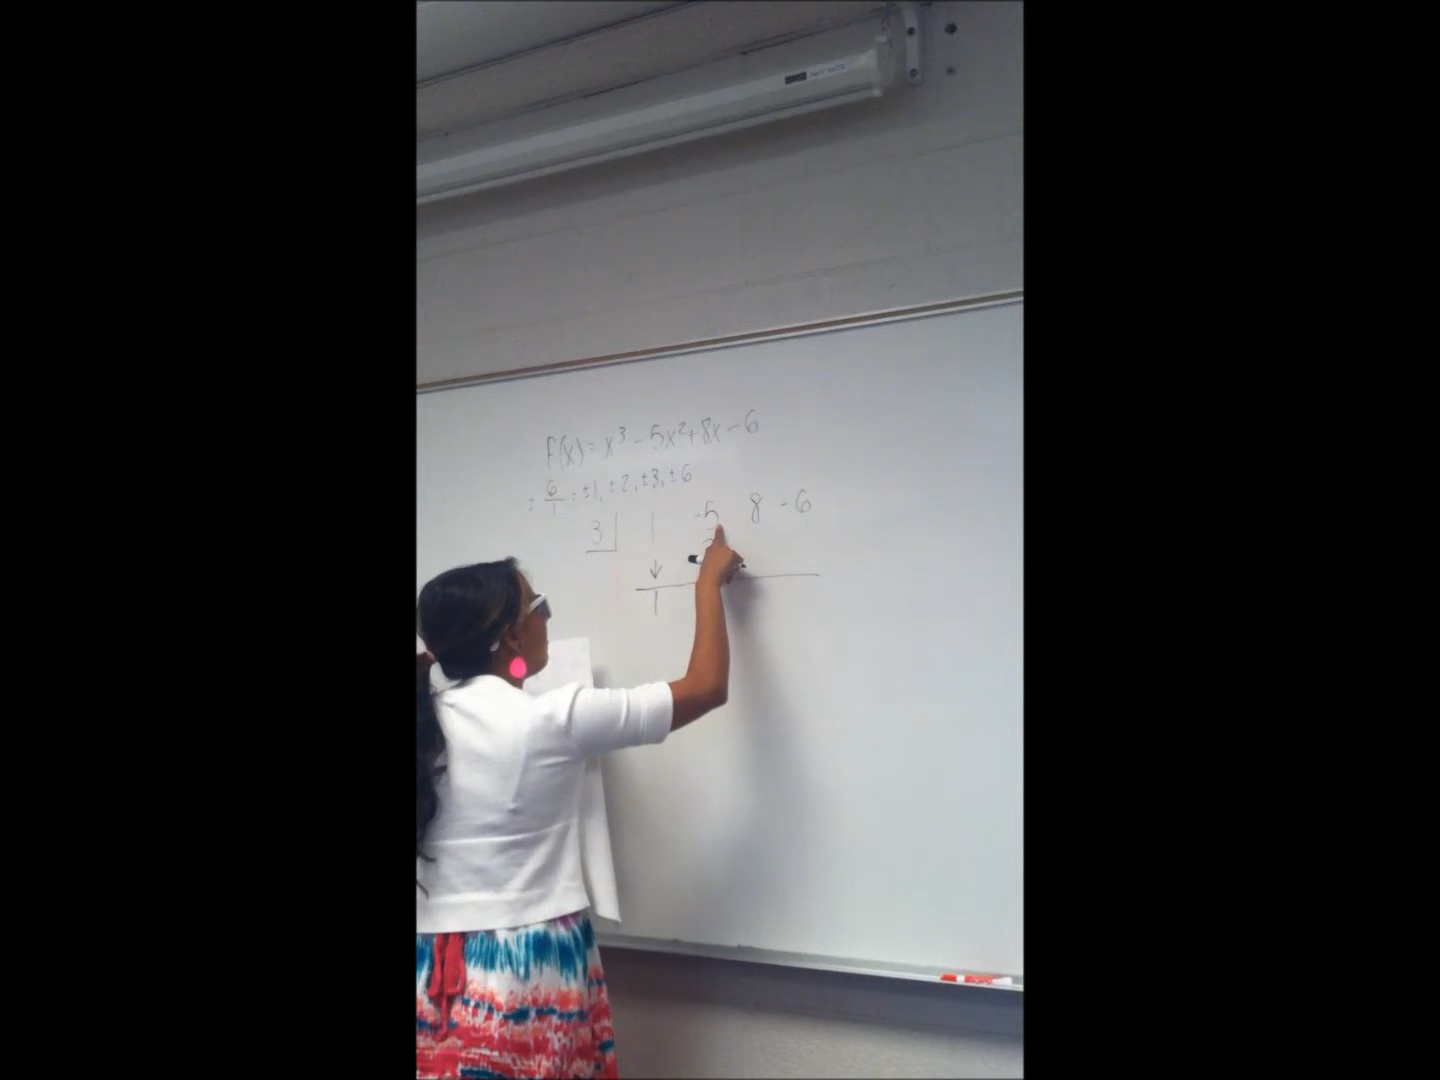 f(x) = x³ - 5x² + 8x - 6
± 6/1 = ±1, ±2, ±3, ±6
3 1 -5 8 -6
1